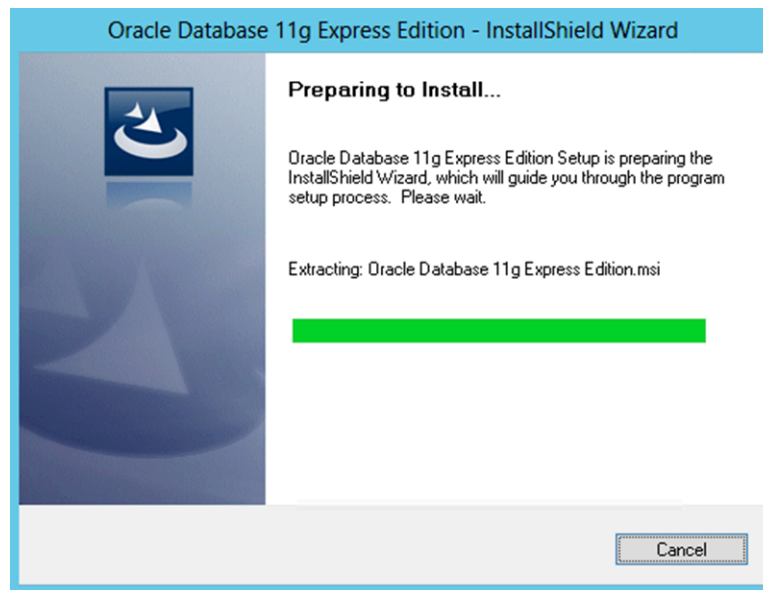 Oracle Database 11g Express Edition - InstallShield Wizard
Preparing to Install...
Oracle Database 11g Express Edition Setup is preparing the
InstallShield Wizard, which will guide you through the program
setup process. Please wait.
Extracting: Oracle Database 11g Express Edition.msi
Cancel